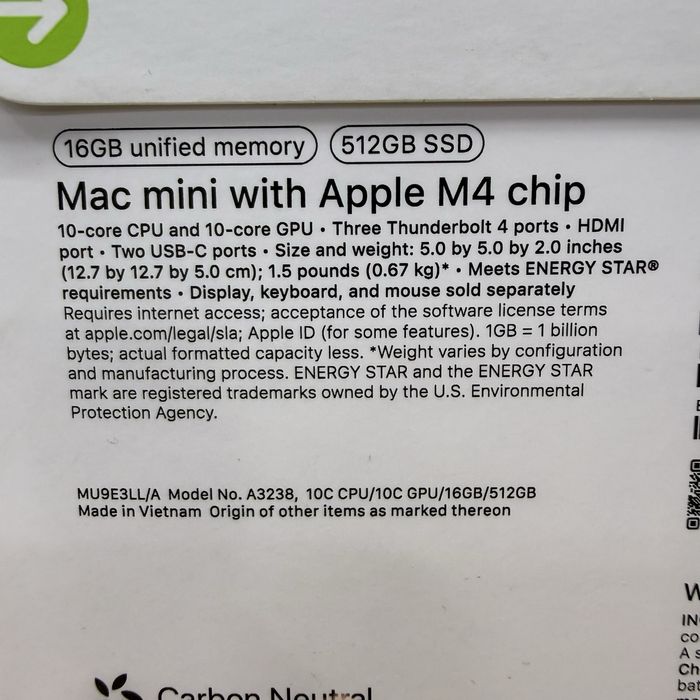 16GB unified memory 512GB SSD
Mac mini with Apple M4 chip
10-core CPU and 10-core GPU • Three Thunderbolt 4 ports • HDMI
port • Two USB-C ports • Size and weight: 5.0 by 5.0 by 2.0 inches
(12.7 by 12.7 by 5.0 cm); 1.5 pounds (0.67 kg)* • Meets ENERGY STAR®
requirements • Display, keyboard, and mouse sold separately
Requires internet access; acceptance of the software license terms
at apple.com/legal/sla; Apple ID (for some features). 1GB = 1 billion
bytes; actual formatted capacity less. *Weight varies by configuration
and manufacturing process. ENERGY STAR and the ENERGY STAR
mark are registered trademarks owned by the U.S. Environmental
Protection Agency.
MU9E3LL/A Model No. A3238, 10C CPU/10C GPU/16GB/512GB
Made in Vietnam Origin of other items as marked thereon
Carbon Neutral